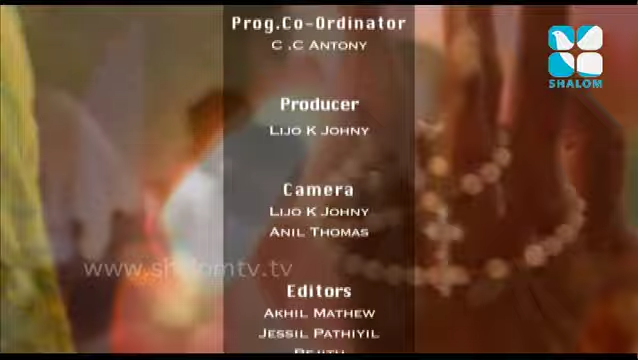 Prog.Co-Ordinator
C .C Antony
SHALOM
Producer
Lijo K Johny
Camera
Lijo K Johny
Anil Thomas
www.shalomtv.tv
Editors
Akhil Mathew
Jessil Pathiyil